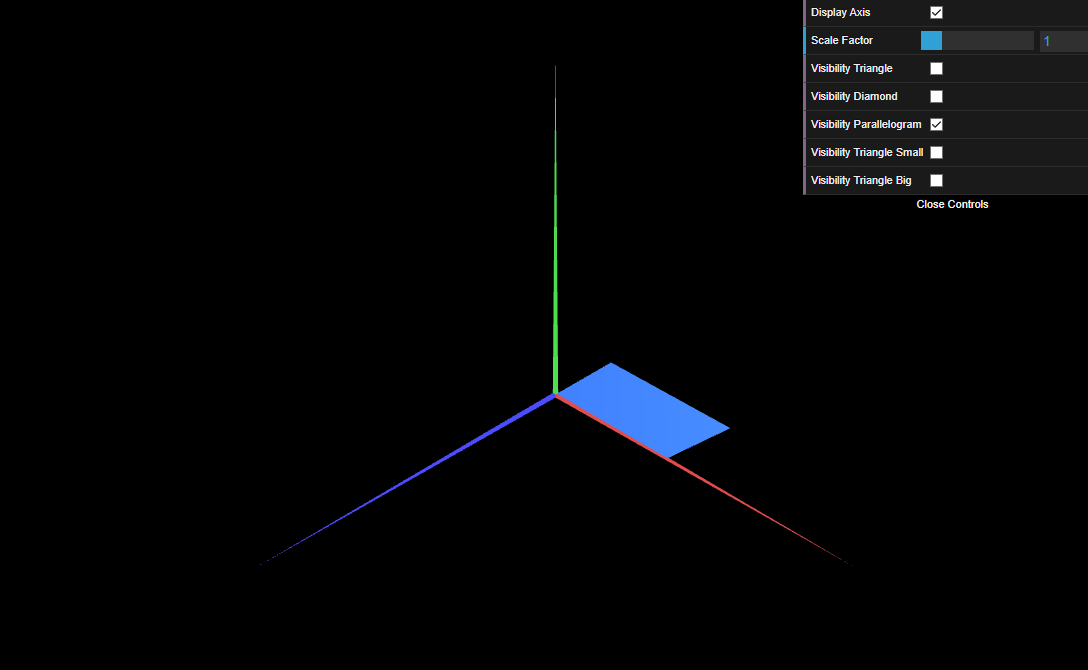 Display Axis
Scale Factor 1
Visibility Triangle
Visibility Diamond
Visibility Parallelogram
Visibility Triangle Small
Visibility Triangle Big
Close Controls